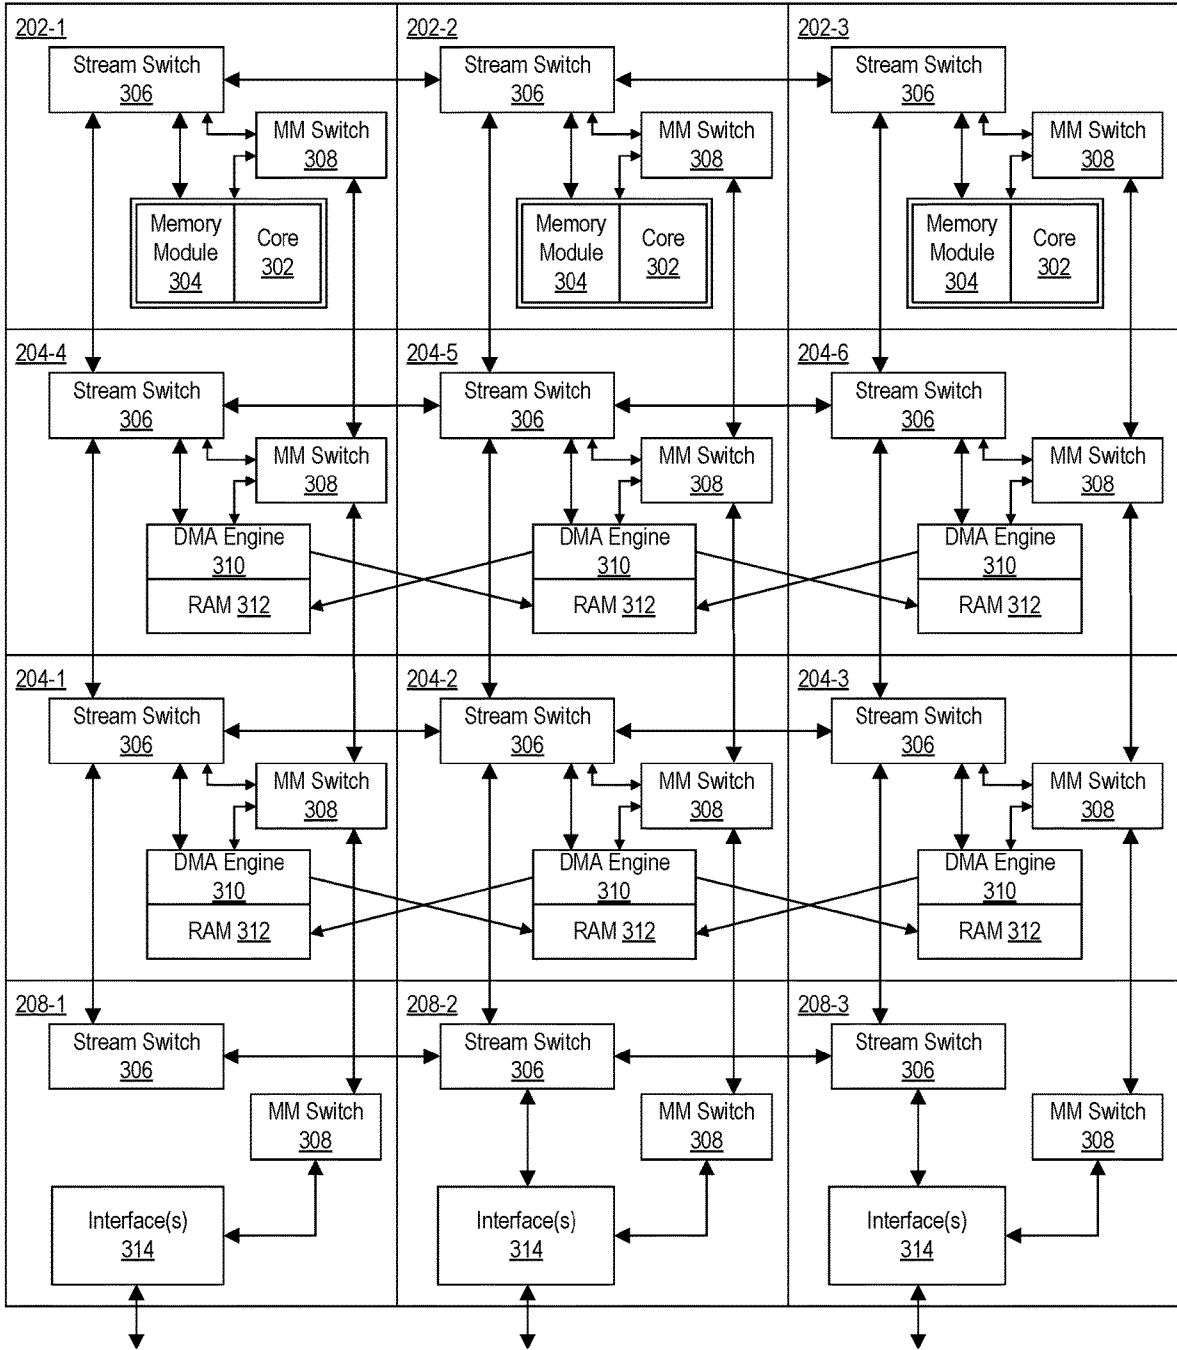 202-1
Stream Switch
306
MM Switch
308
Memory
Module
304
Core
302
202-2
Stream Switch
306
MM Switch
308
Memory
Module
304
Core
302
202-3
Stream Switch
306
MM Switch
308
Memory
Module
304
Core
302
204-4
Stream Switch
306
MM Switch
308
DMA Engine
310
RAM 312
204-5
Stream Switch
306
MM Switch
308
DMA Engine
310
RAM 312
204-6
Stream Switch
306
MM Switch
308
DMA Engine
310
RAM 312
204-1
Stream Switch
306
MM Switch
308
DMA Engine
310
RAM 312
204-2
Stream Switch
306
MM Switch
308
DMA Engine
310
RAM 312
204-3
Stream Switch
306
MM Switch
308
DMA Engine
310
RAM 312
208-1
Stream Switch
306
MM Switch
308
Interface(s)
314
208-2
Stream Switch
306
MM Switch
308
Interface(s)
314
208-3
Stream Switch
306
MM Switch
308
Interface(s)
314